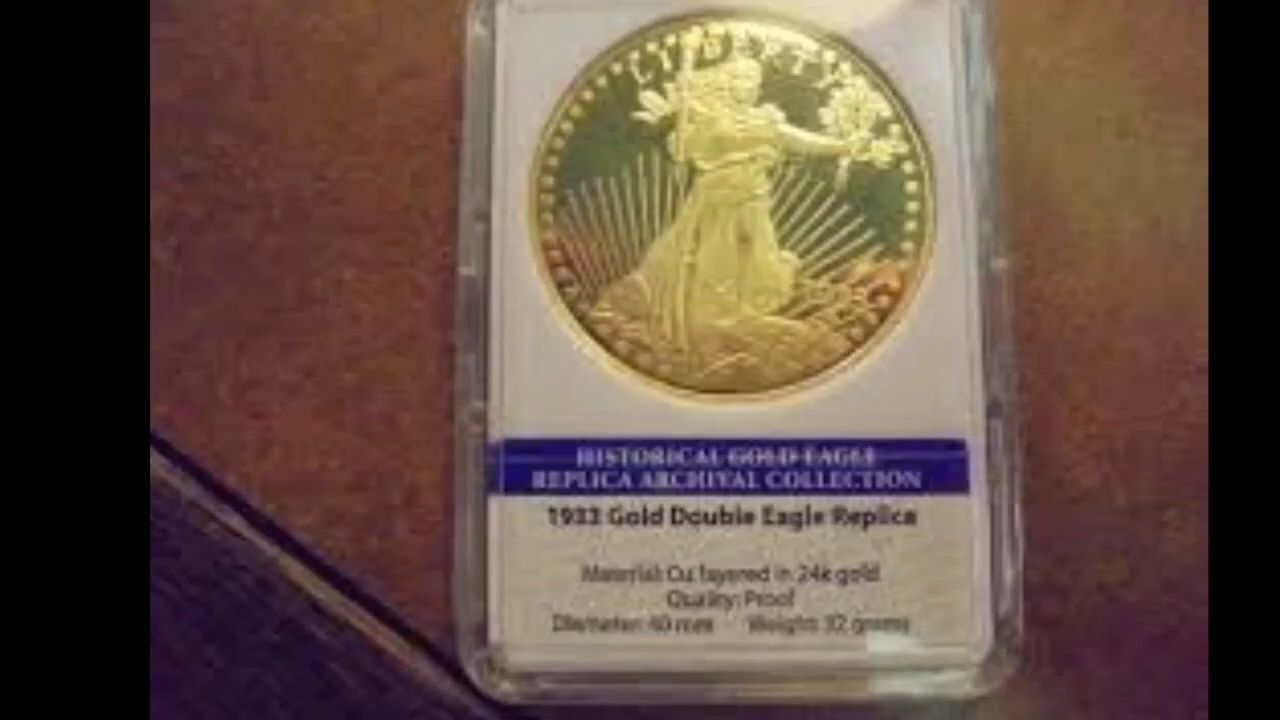 LIBERTY
HISTORICAL GOLD EAGLE
REPLICA ARCHIVAL COLLECTION
1933 Gold Double Eagle Replica
Material: Cu layered in 24k gold
Quality: Proof
Diameter: 40 mm Weight: 32 grams